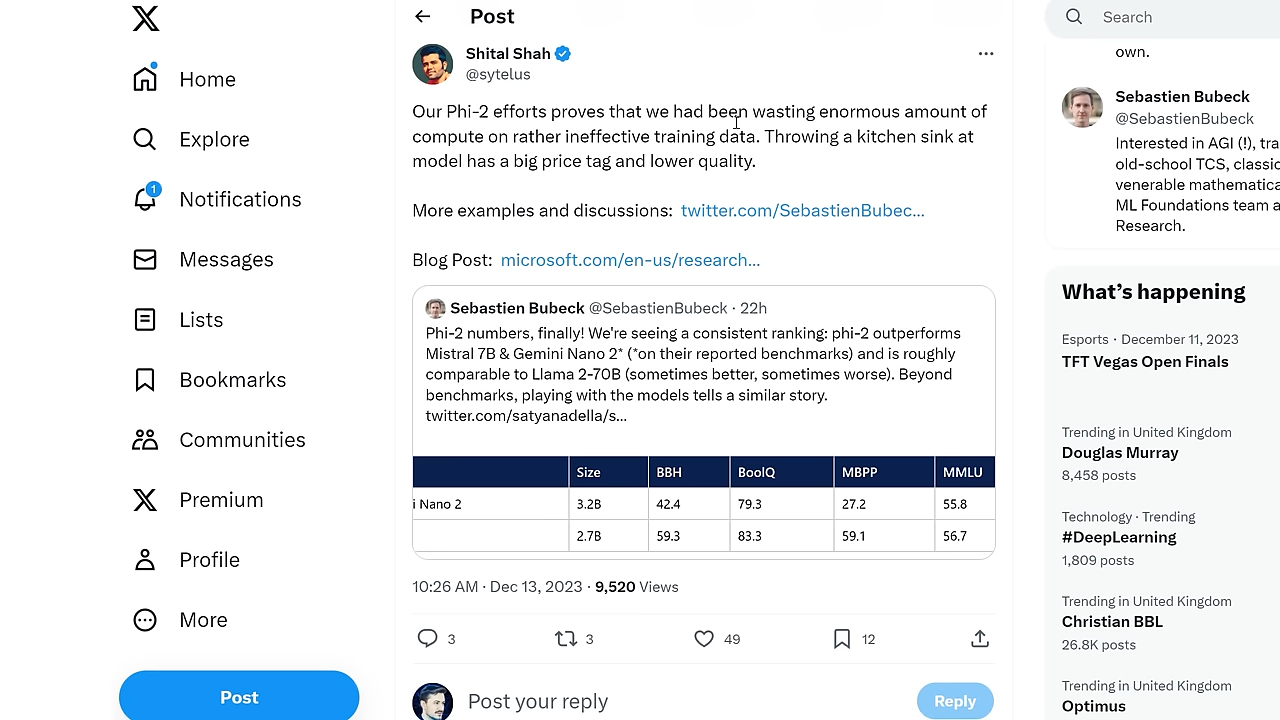 Home
Explore
1
Notifications
Messages
Lists
Bookmarks
Communities
Premium
Profile
More
Post
Post
Shital Shah
@sytelus
Our Phi-2 efforts proves that we had been wasting enormous amount of
compute on rather ineffective training data. Throwing a kitchen sink at
model has a big price tag and lower quality.
More examples and discussions: twitter.com/SebastienBubec...
Blog Post: microsoft.com/en-us/research...
Sebastien Bubeck @SebastienBubeck · 22h
Phi-2 numbers, finally! We're seeing a consistent ranking: phi-2 outperforms
Mistral 7B & Gemini Nano 2* (*on their reported benchmarks) and is roughly
comparable to Llama 2-70B (sometimes better, sometimes worse). Beyond
benchmarks, playing with the models tells a similar story.
twitter.com/satyanadella/s...
Size BBH BoolQ MBPP MMLU
i Nano 2 3.2B 42.4 79.3 27.2 55.8
2.7B 59.3 83.3 59.1 56.7
10:26 AM · Dec 13, 2023 · 9,520 Views
3 3 49 12
Post your reply
Reply
Search
own.
Sebastien Bubeck
@SebastienBubeck
Interested in AGI (!), tra
old-school TCS, classic
venerable mathematica
ML Foundations team a
Research.
What's happening
Esports · December 11, 2023
TFT Vegas Open Finals
Trending in United Kingdom
Douglas Murray
8,458 posts
Technology · Trending
#DeepLearning
1,809 posts
Trending in United Kingdom
Christian BBL
26.8K posts
Trending in United Kingdom
Optimus